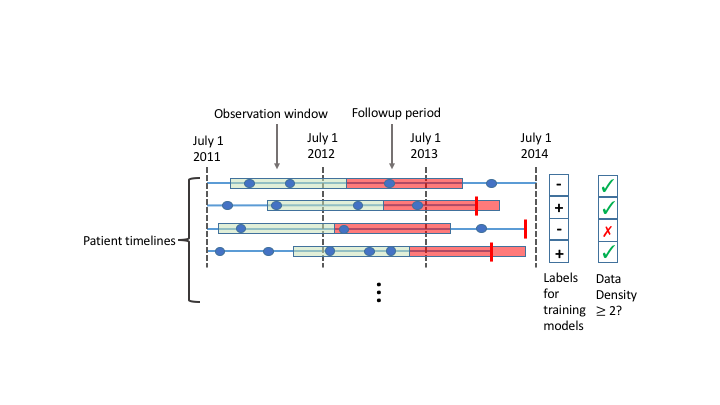 Observation window
Followup period
July 1
2011
July 1
2012
July 1
2013
July 1
2014
-
✓
+
✓
-
✗
+
✓
Patient timelines
Labels
for
training
models
Data
Density
≥ 2?